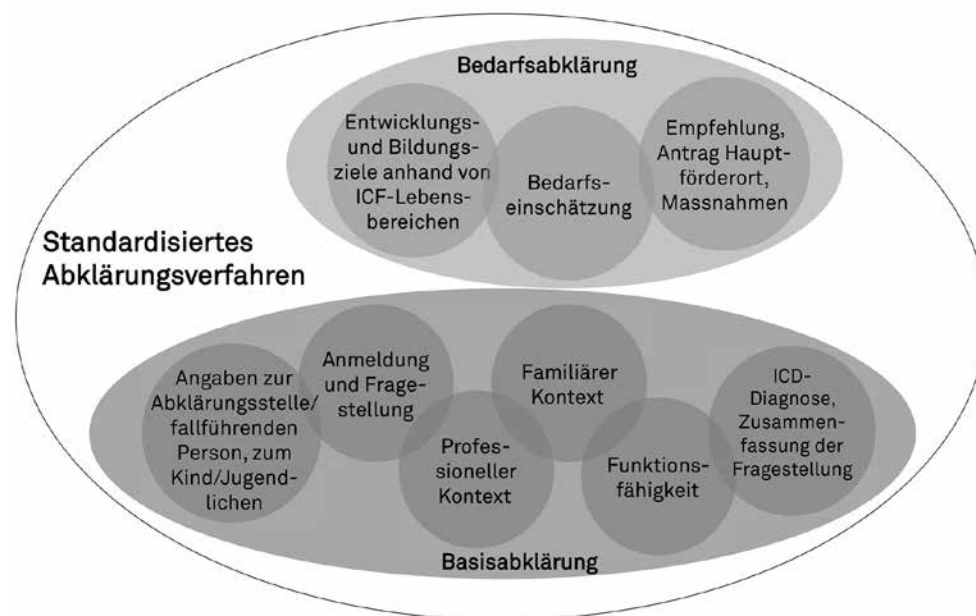 Bedarfsabklärung
Entwicklungs-
und Bildungs-
ziele anhand von
ICF-Lebens-
bereichen
Bedarfs-
einschätzung
Empfehlung,
Antrag Haupt-
förderort,
Massnahmen
Standardisiertes
Abklärungsverfahren
Angaben zur
Abklärungsstelle/
fallführenden
Person, zum
Kind/Jugend-
lichen
Anmeldung
und Frage-
stellung
Profes-
sioneller
Kontext
Familiärer
Kontext
Funktions-
fähigkeit
ICD-
Diagnose,
Zusammen-
fassung der
Fragestellung
Basisabklärung